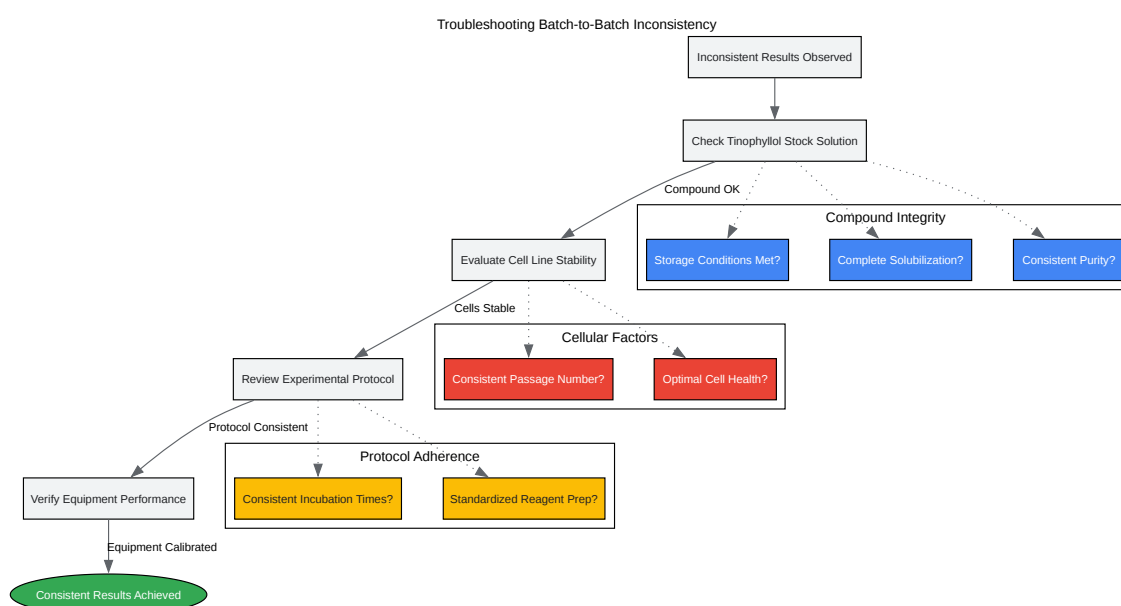 Troubleshooting Batch-to-Batch Inconsistency
Inconsistent Results Observed
Check Tinophyllol Stock Solution
Compound OK
Compound Integrity
Storage Conditions Met?
Complete Solubilization?
Consistent Purity?
Evaluate Cell Line Stability
Cells Stable
Cellular Factors
Consistent Passage Number?
Optimal Cell Health?
Review Experimental Protocol
Protocol Consistent
Protocol Adherence
Consistent Incubation Times?
Standardized Reagent Prep?
Verify Equipment Performance
Equipment Calibrated
Consistent Results Achieved